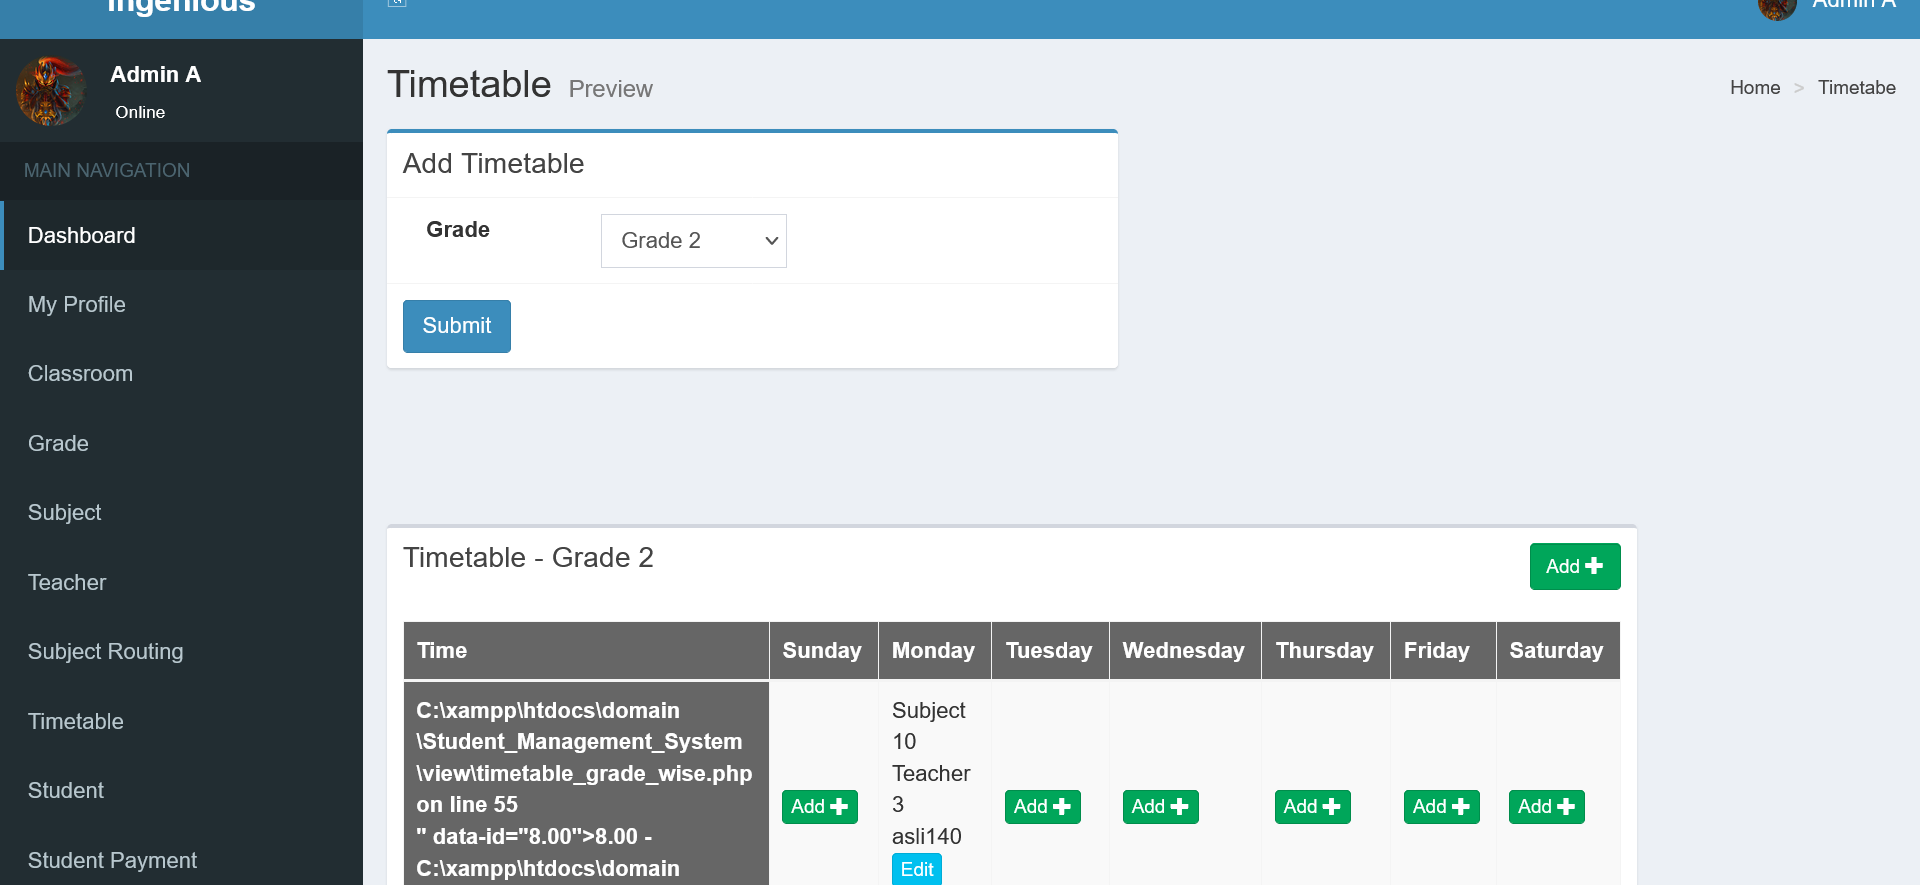 Ingenious
Admin A
Admin A
Online
MAIN NAVIGATION
Dashboard
My Profile
Classroom
Grade
Subject
Teacher
Subject Routing
Timetable
Student
Student Payment
Timetable Preview
Home > Timetabe
Add Timetable
Grade
Grade 2
Submit
Timetable - Grade 2
Add
Time Sunday Monday Tuesday Wednesday Thursday Friday Saturday
C:\xampp\htdocs\domain
\Student_Management_System
\view\timetable_grade_wise.php
on line 55
" data-id="8.00">8.00 -
C:\xampp\htdocs\domain
Add
Subject
10
Teacher
3
asli140
Edit
Add
Add
Add
Add
Add